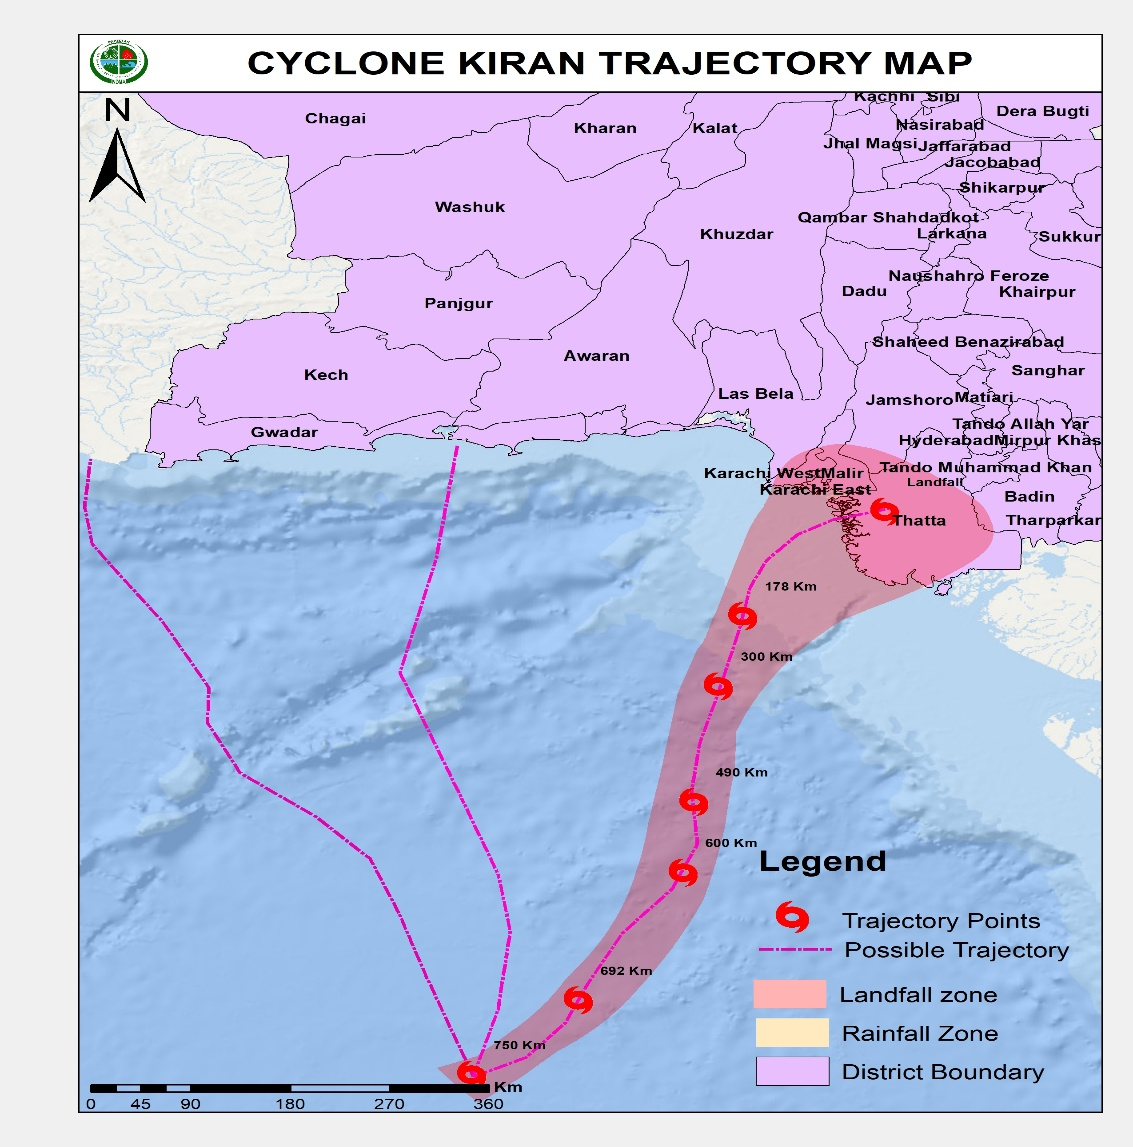 CYCLONE KIRAN TRAJECTORY MAP
N
Kachhi Sibi
Dera Bugti
Chagai
Kharan
Kalat
Nasirabad
Jhal Magsi
Jaffarabad
Jacobabad
Shikarpur
Washuk
Khuzdar
Qambar Shahdadkot
Larkana
Sukkur
Naushahro Feroze
Dadu
Khairpur
Panjgur
Shaheed Benazirabad
Awaran
Kech
Sanghar
Las Bela
Jamshoro
Matiari
Gwadar
Tando Allah Yar
Hyderabad
Mirpur Khas
Karachi West
Malir
Tando Muhammad Khan
Landfall
Karachi East
Badin
Thatta
Tharparkar
178 Km
300 Km
490 Km
600 Km
692 Km
750 Km
Legend
Trajectory Points
Possible Trajectory
Landfall zone
Rainfall Zone
District Boundary
Km
0 45 90 180 270 360